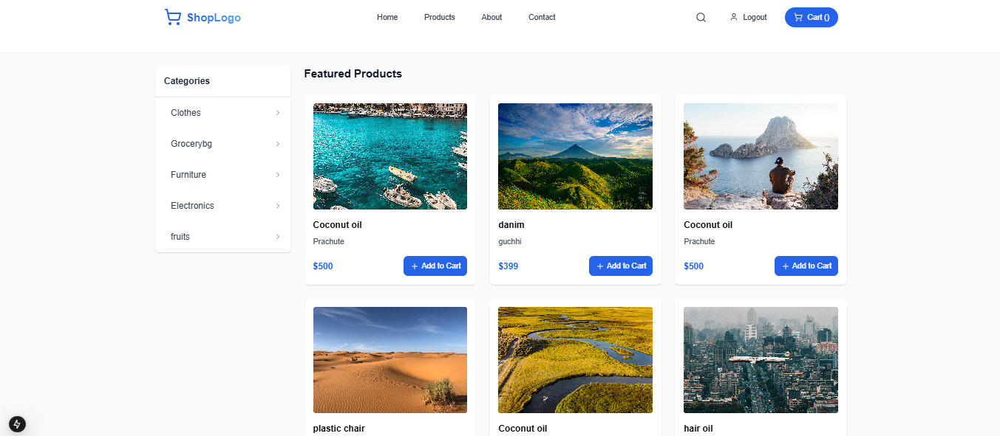 ShopLogo
Home
Products
About
Contact
Logout
Cart ()
Categories
Clothes
Grocerybg
Furniture
Electronics
fruits
Featured Products
Coconut oil
Prachute
$500
Add to Cart
danim
guchhi
$399
Add to Cart
Coconut oil
Prachute
$500
Add to Cart
plastic chair
Coconut oil
hair oil